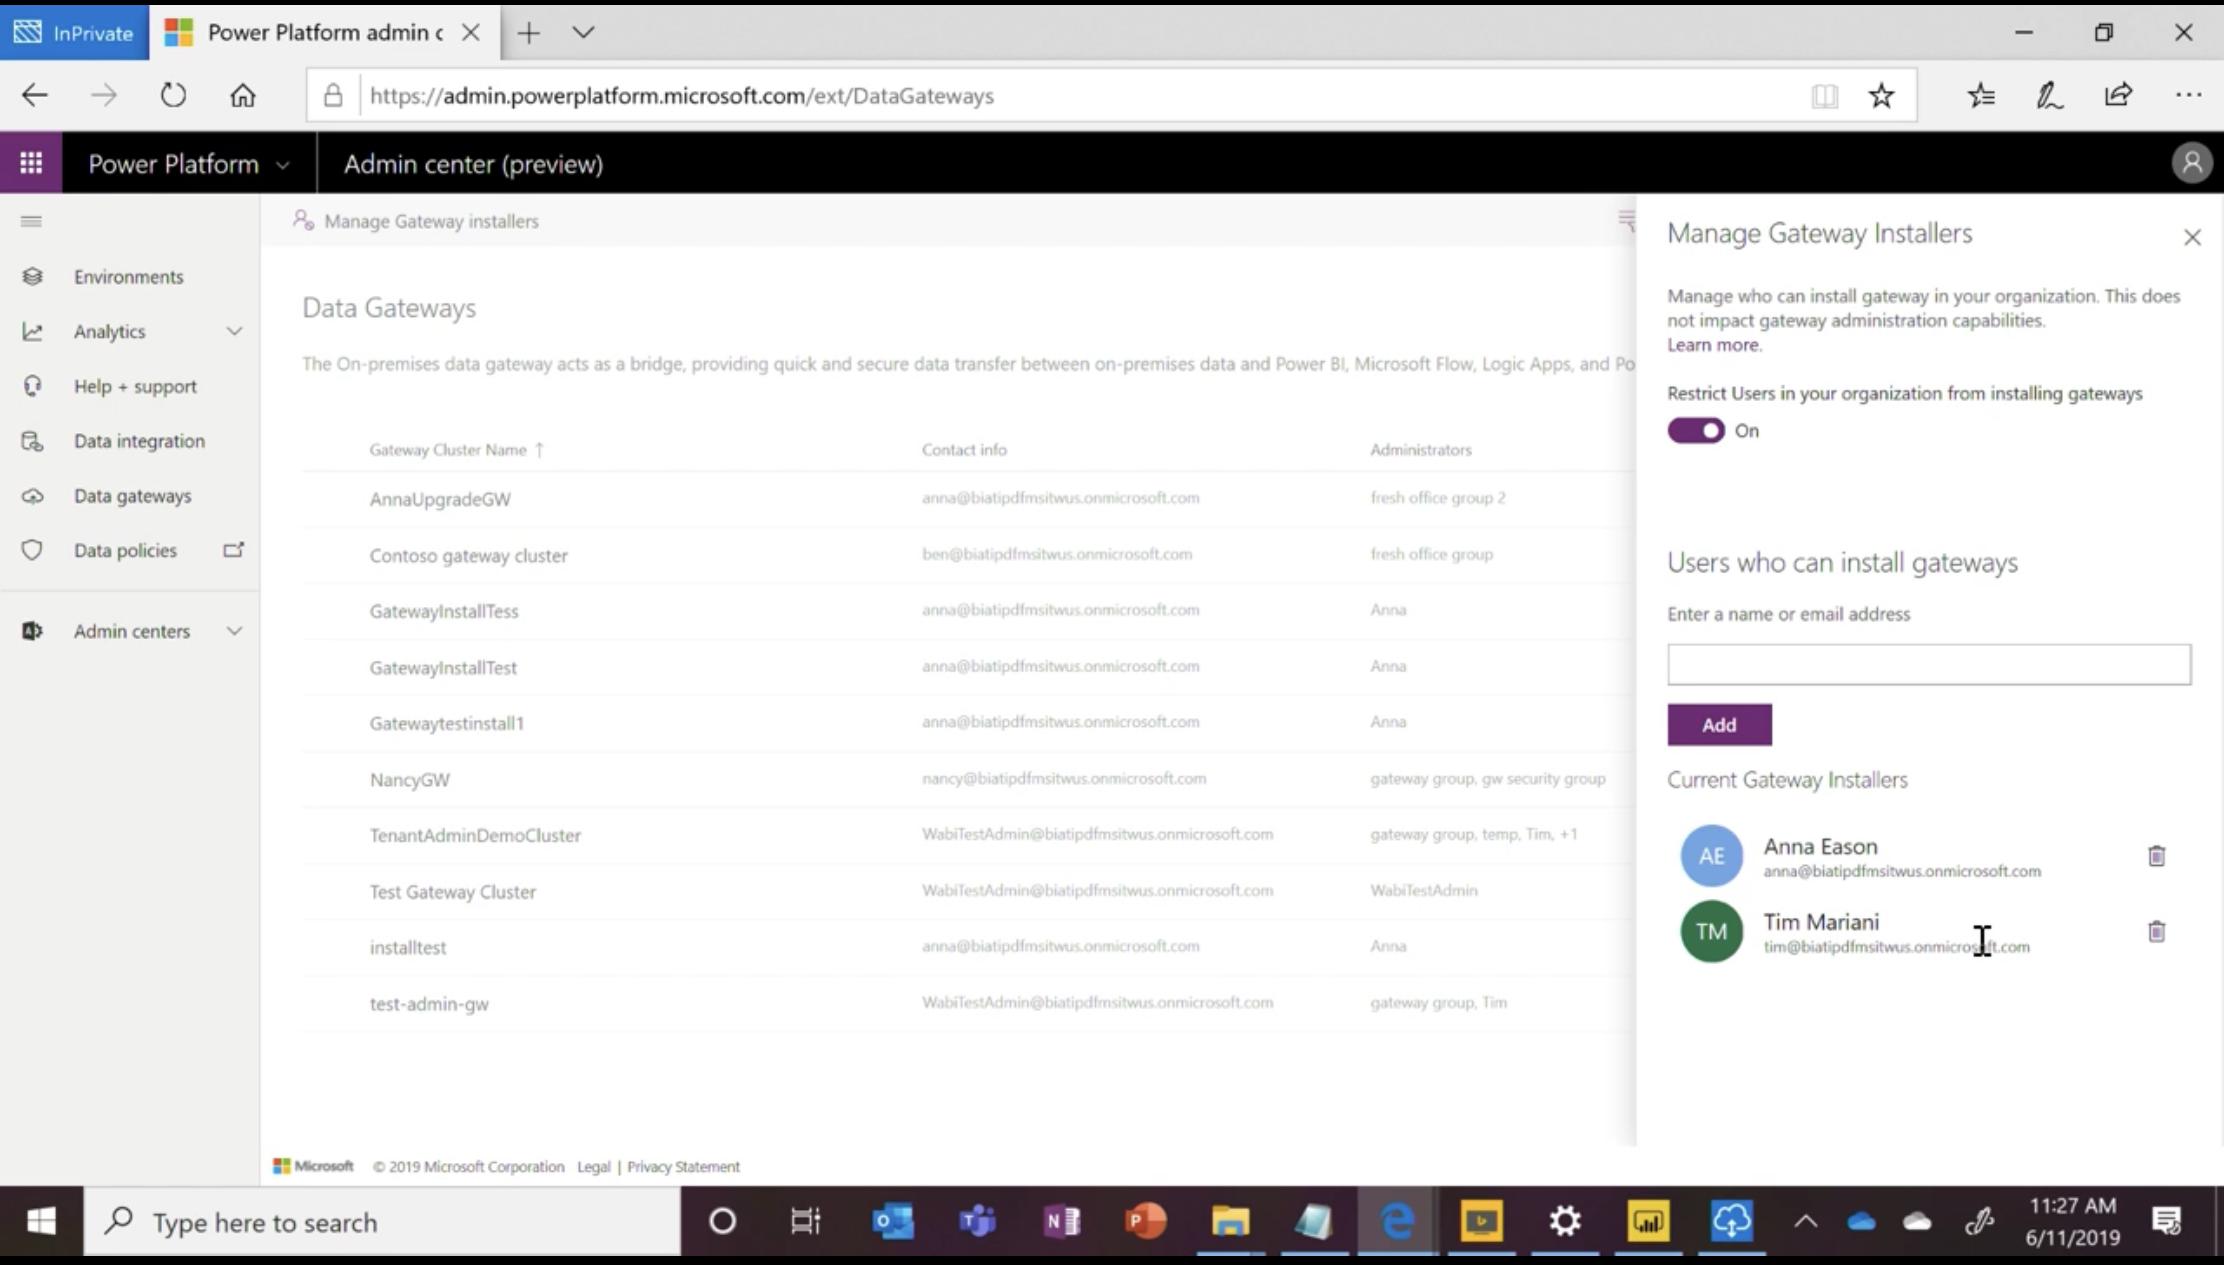 InPrivate
Power Platform admin c
https://admin.powerplatform.microsoft.com/ext/DataGateways
Power Platform
Admin center (preview)
Environments
Analytics
Help + support
Data integration
Data gateways
Data policies
Admin centers
Manage Gateway installers
Data Gateways
The On-premises data gateway acts as a bridge, providing quick and secure data transfer between on-premises data and Power BI, Microsoft Flow, Logic Apps, and Po
Gateway Cluster Name ↑ Contact info Administrators
AnnaUpgradeGW anna@biatipdfmsitwus.onmicrosoft.com fresh office group 2
Contoso gateway cluster ben@biatipdfmsitwus.onmicrosoft.com fresh office group
GatewayInstallTess anna@biatipdfmsitwus.onmicrosoft.com Anna
GatewayInstallTest anna@biatipdfmsitwus.onmicrosoft.com Anna
Gatewaytestinstall1 anna@biatipdfmsitwus.onmicrosoft.com Anna
NancyGW nancy@biatipdfmsitwus.onmicrosoft.com gateway group, gw security group
TenantAdminDemoCluster WabiTestAdmin@biatipdfmsitwus.onmicrosoft.com gateway group, temp, Tim, +1
Test Gateway Cluster WabiTestAdmin@biatipdfmsitwus.onmicrosoft.com WabiTestAdmin
installtest anna@biatipdfmsitwus.onmicrosoft.com Anna
test-admin-gw WabiTestAdmin@biatipdfmsitwus.onmicrosoft.com gateway group, Tim
Microsoft © 2019 Microsoft Corporation Legal | Privacy Statement
Manage Gateway Installers
Manage who can install gateway in your organization. This does
not impact gateway administration capabilities.
Learn more.
Restrict Users in your organization from installing gateways
On
Users who can install gateways
Enter a name or email address
Add
Current Gateway Installers
AE
Anna Eason
anna@biatipdfmsitwus.onmicrosoft.com
TM
Tim Mariani
tim@biatipdfmsitwus.onmicrosoft.com
Type here to search
11:27 AM
6/11/2019